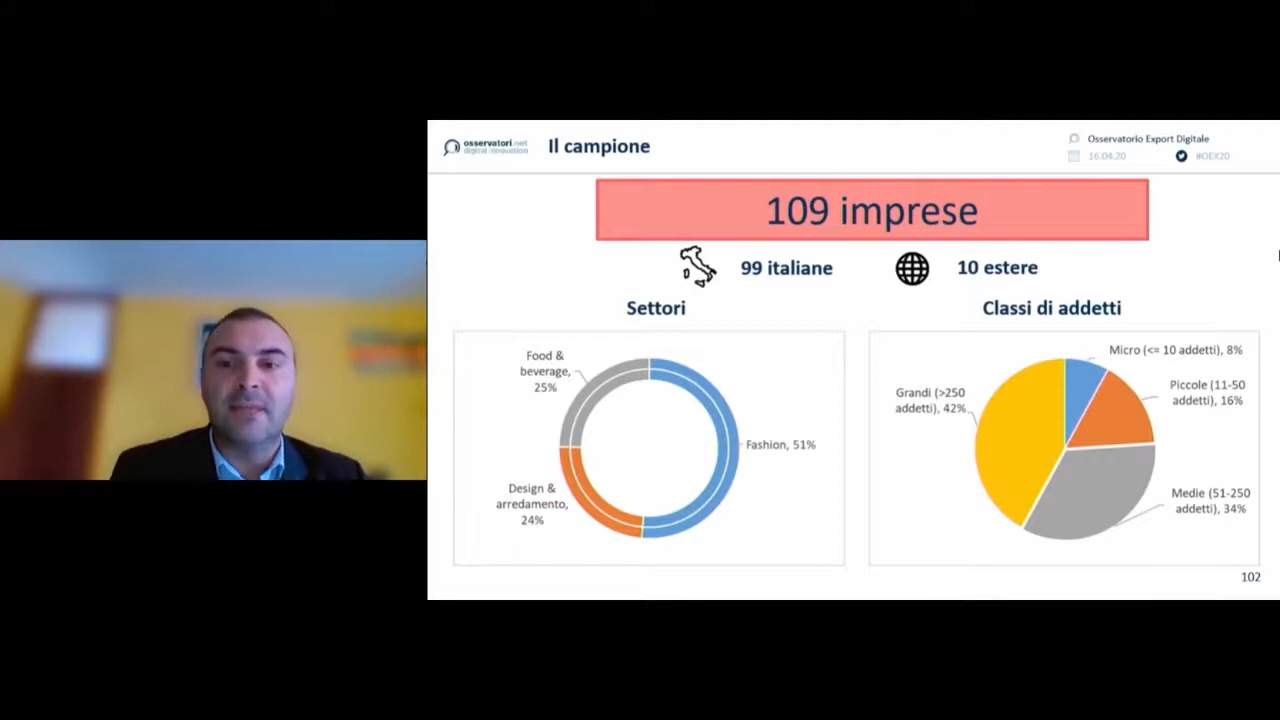 osservatori.net
digital innovation
Il campione
Osservatorio Export Digitale
16.04.20
#OEX20
109 imprese
99 italiane
10 estere
Settori
Food &
beverage,
25%
Fashion, 51%
Design &
arredamento,
24%
Classi di addetti
Micro (<= 10 addetti), 8%
Piccole (11-50
addetti), 16%
Grandi (>250
addetti), 42%
Medie (51-250
addetti), 34%
102